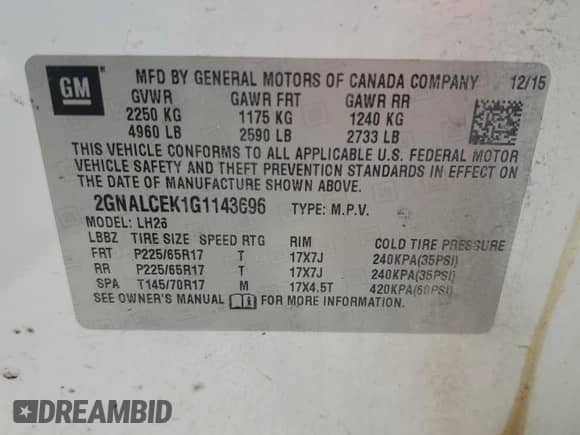 GM
MFD BY GENERAL MOTORS OF CANADA COMPANY 12/15
GVWR GAWR FRT GAWR RR
2250 KG 1175 KG 1240 KG
4960 LB 2590 LB 2733 LB
THIS VEHICLE CONFORMS TO ALL APPLICABLE U.S. FEDERAL MOTOR
VEHICLE SAFETY AND THEFT PREVENTION STANDARDS IN EFFECT ON
THE DATE OF MANUFACTURE SHOWN ABOVE.
2GNALCEK1G1143696 TYPE: M.P.V.
MODEL: LH26
LBBZ TIRE SIZE SPEED RTG RIM COLD TIRE PRESSURE
FRT P225/65R17 T 17X7J 240KPA(35PSI)
RR P225/65R17 T 17X7J 240KPA(35PSI)
SPA T145/70R17 M 17X4.5T 420KPA(60PSI)
SEE OWNER'S MANUAL FOR MORE INFORMATION.
DREAMBID